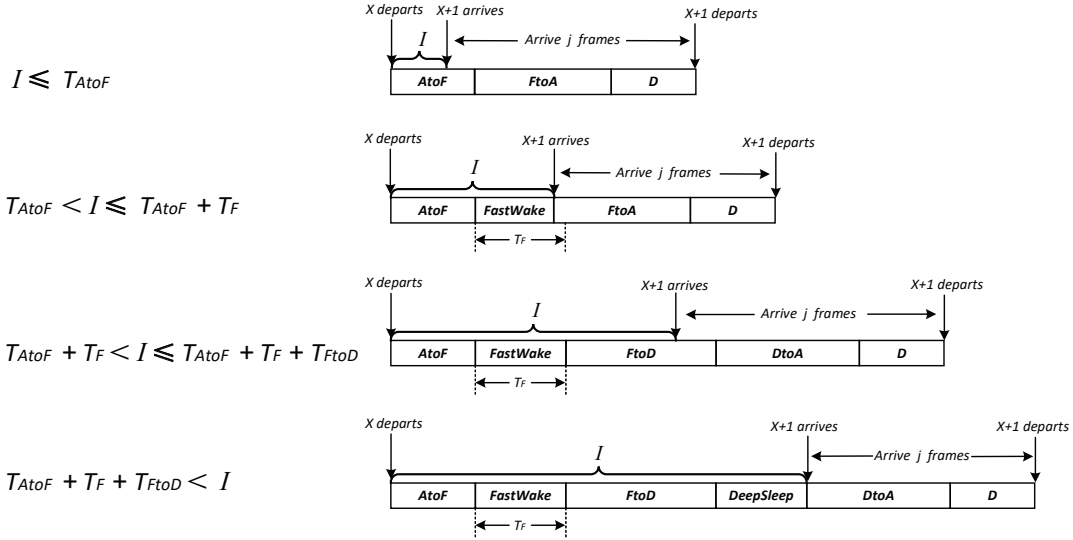 X departs X+1 arrives X+1 departs
I Arrive j frames
I ⩽ TAtoF
AtoF FtoA D
X departs X+1 arrives X+1 departs
I Arrive j frames
TAtoF < I ⩽ TAtoF + TF
AtoF FastWake FtoA D
TF
X departs X+1 arrives X+1 departs
I Arrive j frames
TAtoF + TF < I ⩽ TAtoF + TF + TFtoD
AtoF FastWake FtoD DtoA D
TF
X departs X+1 arrives X+1 departs
I Arrive j frames
TAtoF + TF + TFtoD < I
AtoF FastWake FtoD DeepSleep DtoA D
TF